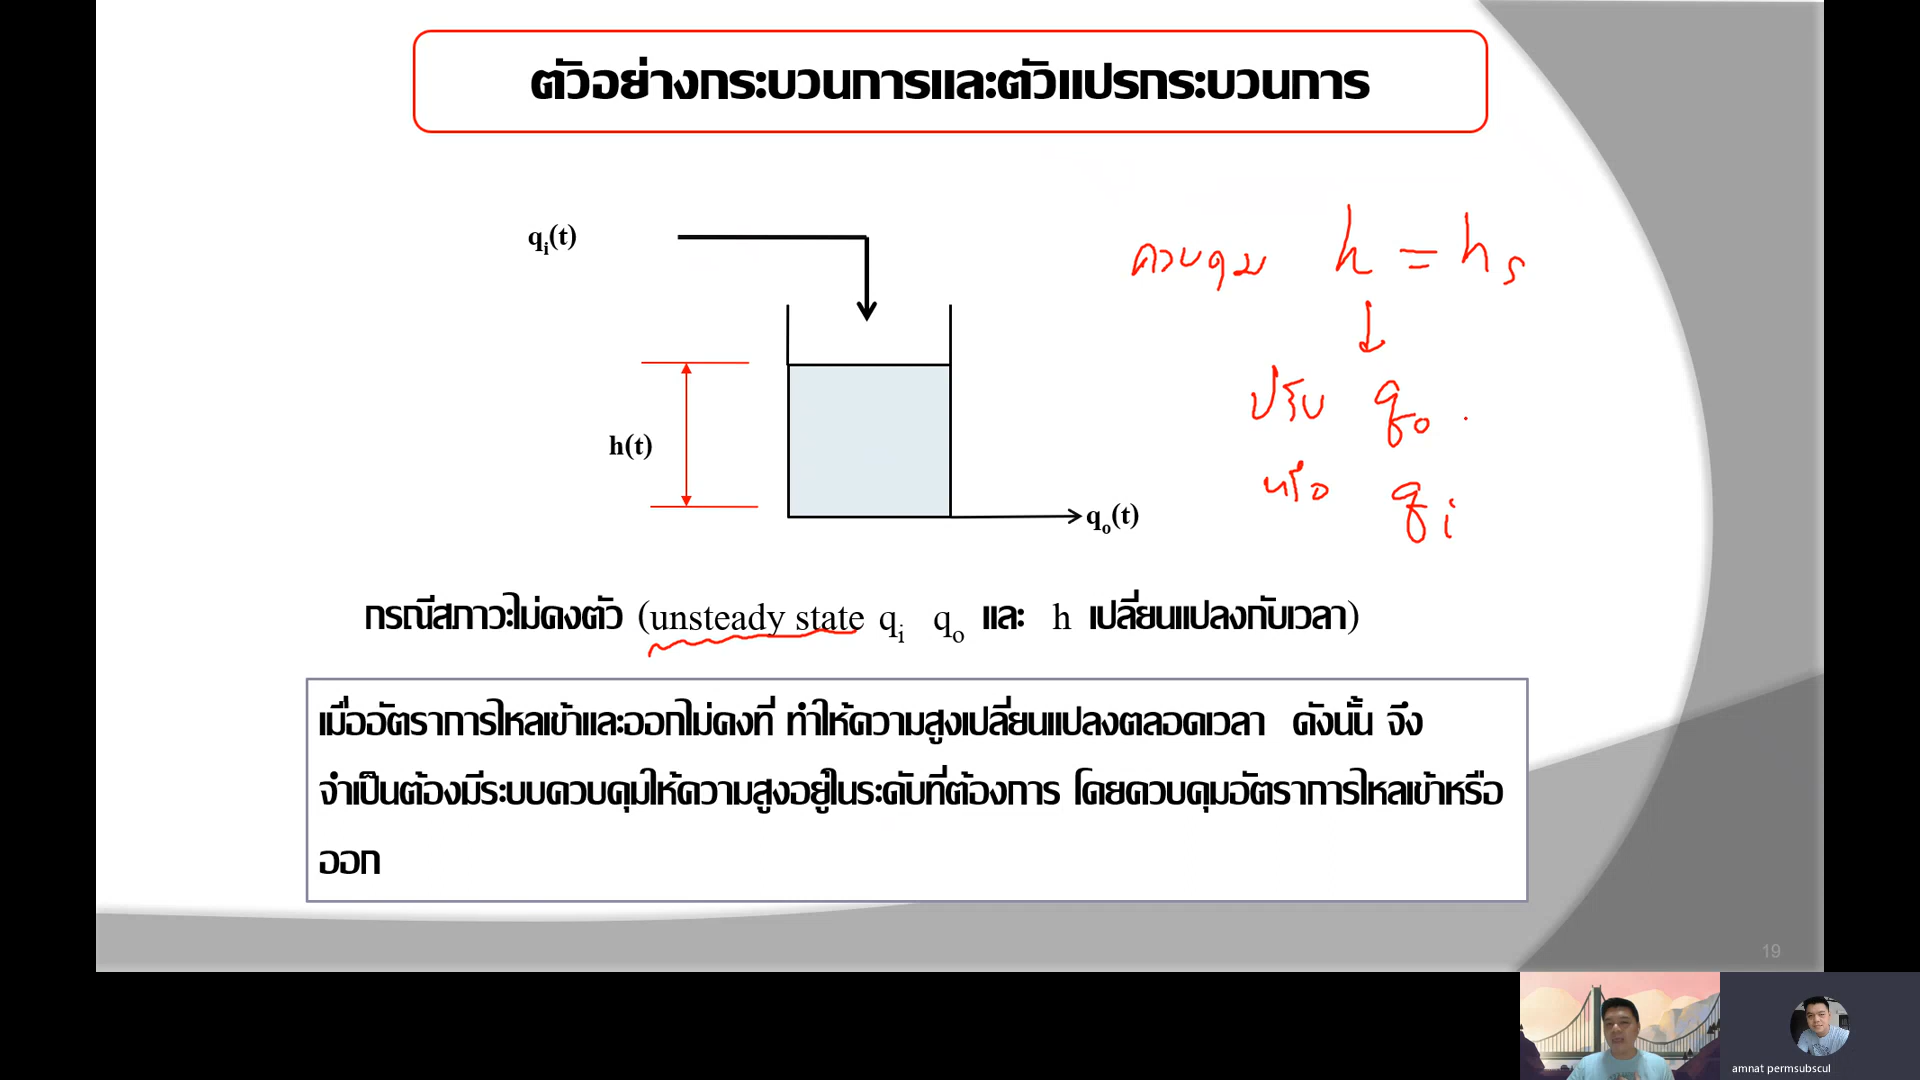 ตัวอย่างกระบวนการและตัวแปรกระบวนการ
qi(t)
ควบคุม h = hs
ปรับ qo
h(t)
หรือ qi
qo(t)
กรณีสภาวะไม่คงตัว (unsteady state qi qo และ h เปลี่ยนแปลงกับเวลา)
เมื่ออัตราการไหลเข้าและออกไม่คงที่ ทำให้ความสูงเปลี่ยนแปลงตลอดเวลา ดังนั้น จึง
จำเป็นต้องมีระบบควบคุมให้ความสูงอยู่ในระดับที่ต้องการ โดยควบคุมอัตราการไหลเข้าหรือ
ออก
19
amnat permsubscul